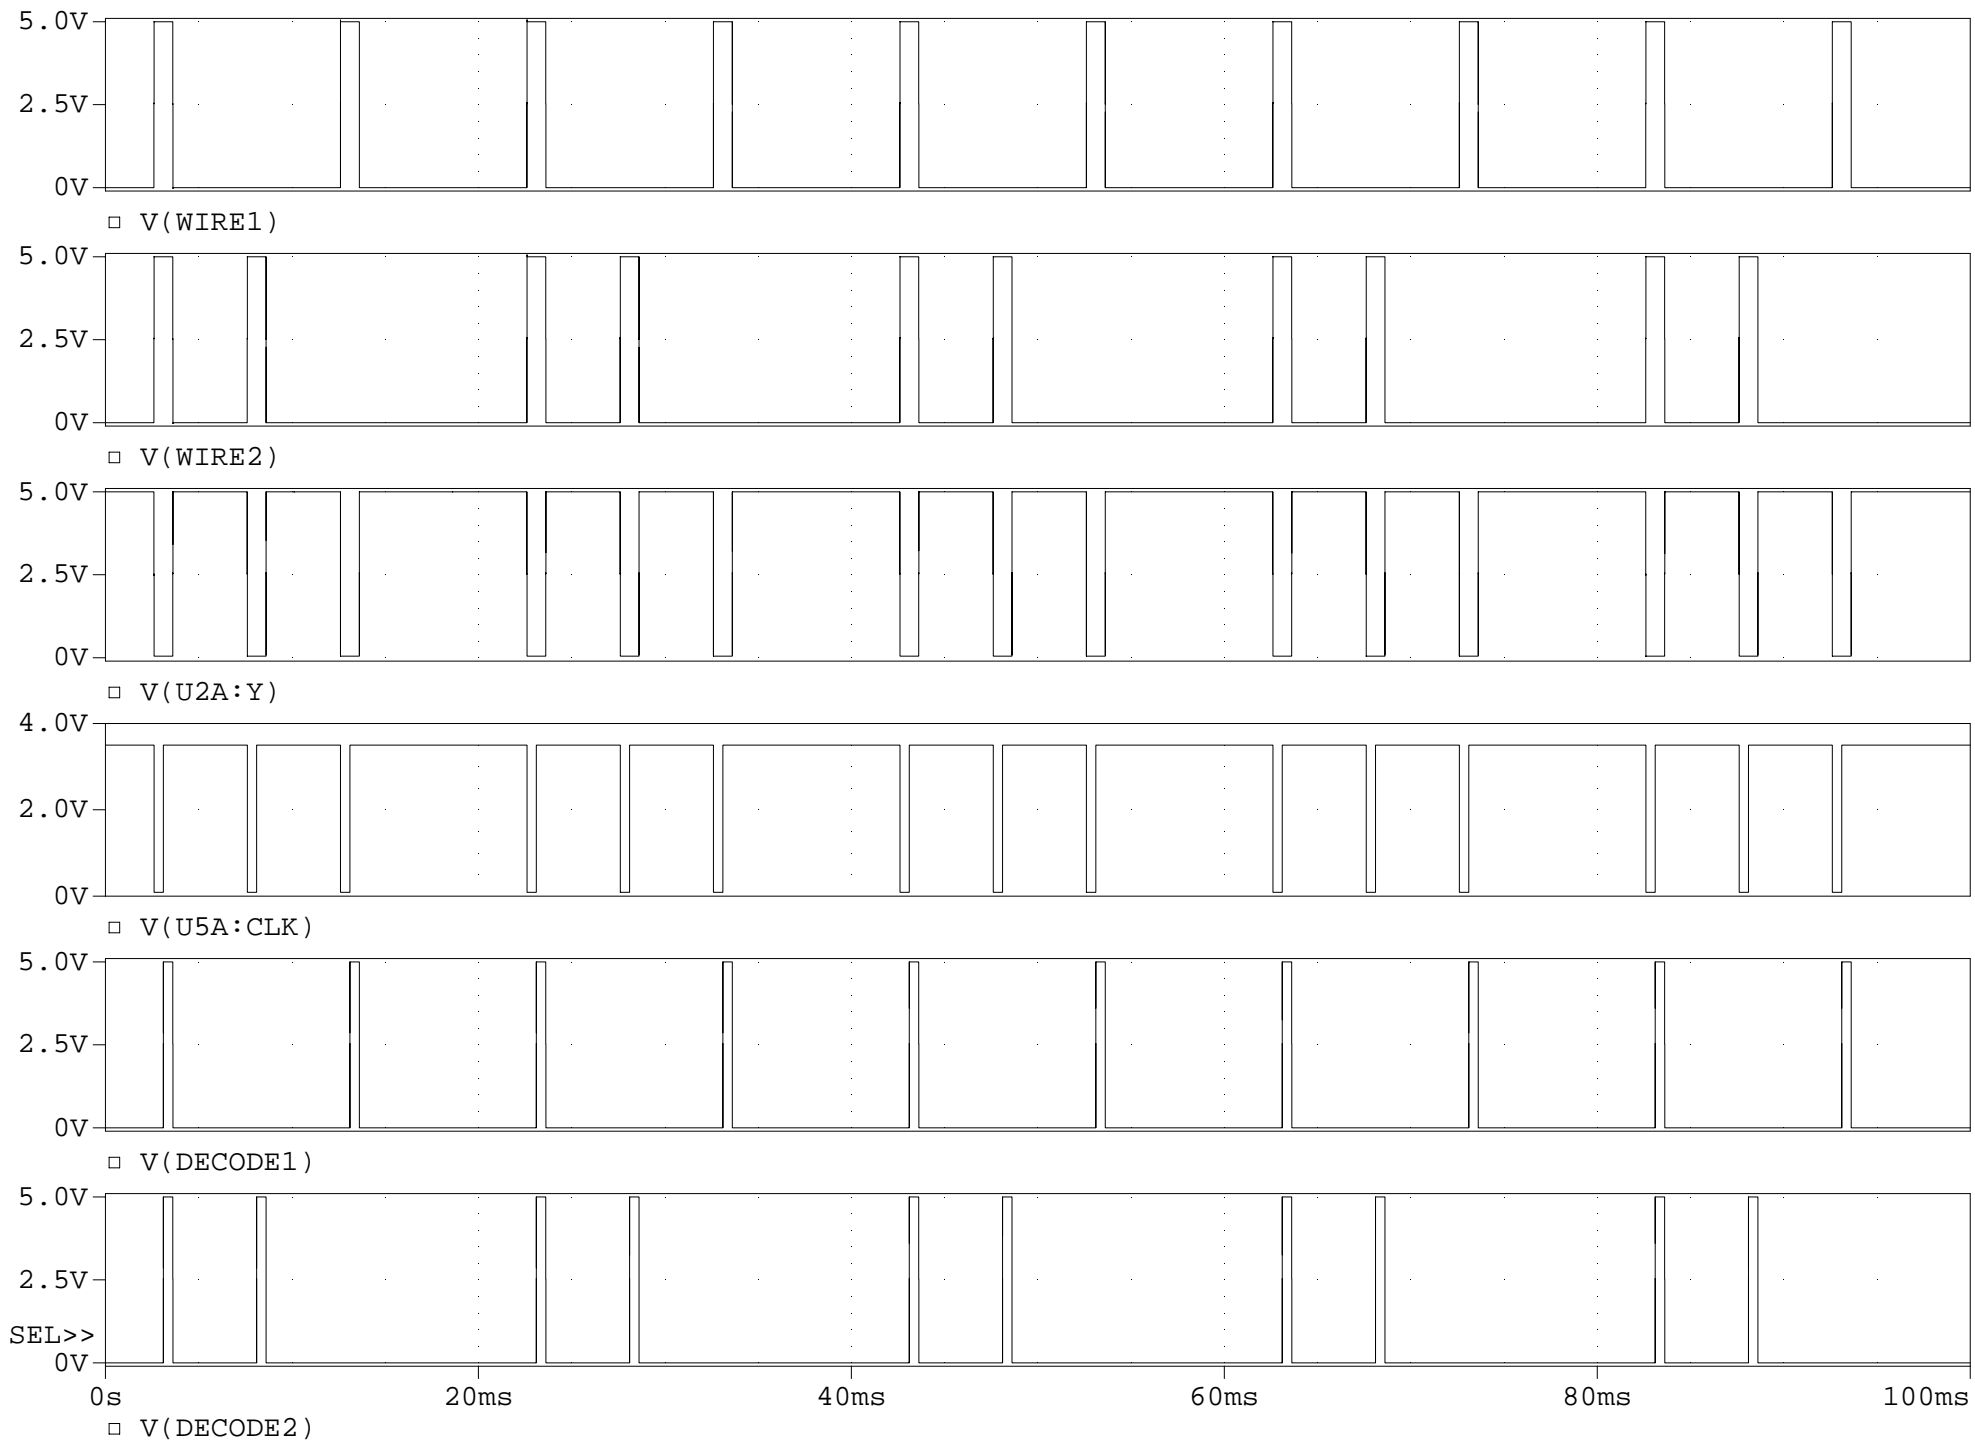 5.0V
2.5V
0V
V(WIRE1)
5.0V
2.5V
0V
V(WIRE2)
5.0V
2.5V
0V
V(U2A:Y)
4.0V
2.0V
0V
V(U5A:CLK)
5.0V
2.5V
0V
V(DECODE1)
5.0V
2.5V
SEL>>
0V
0s 20ms 40ms 60ms 80ms 100ms
V(DECODE2)